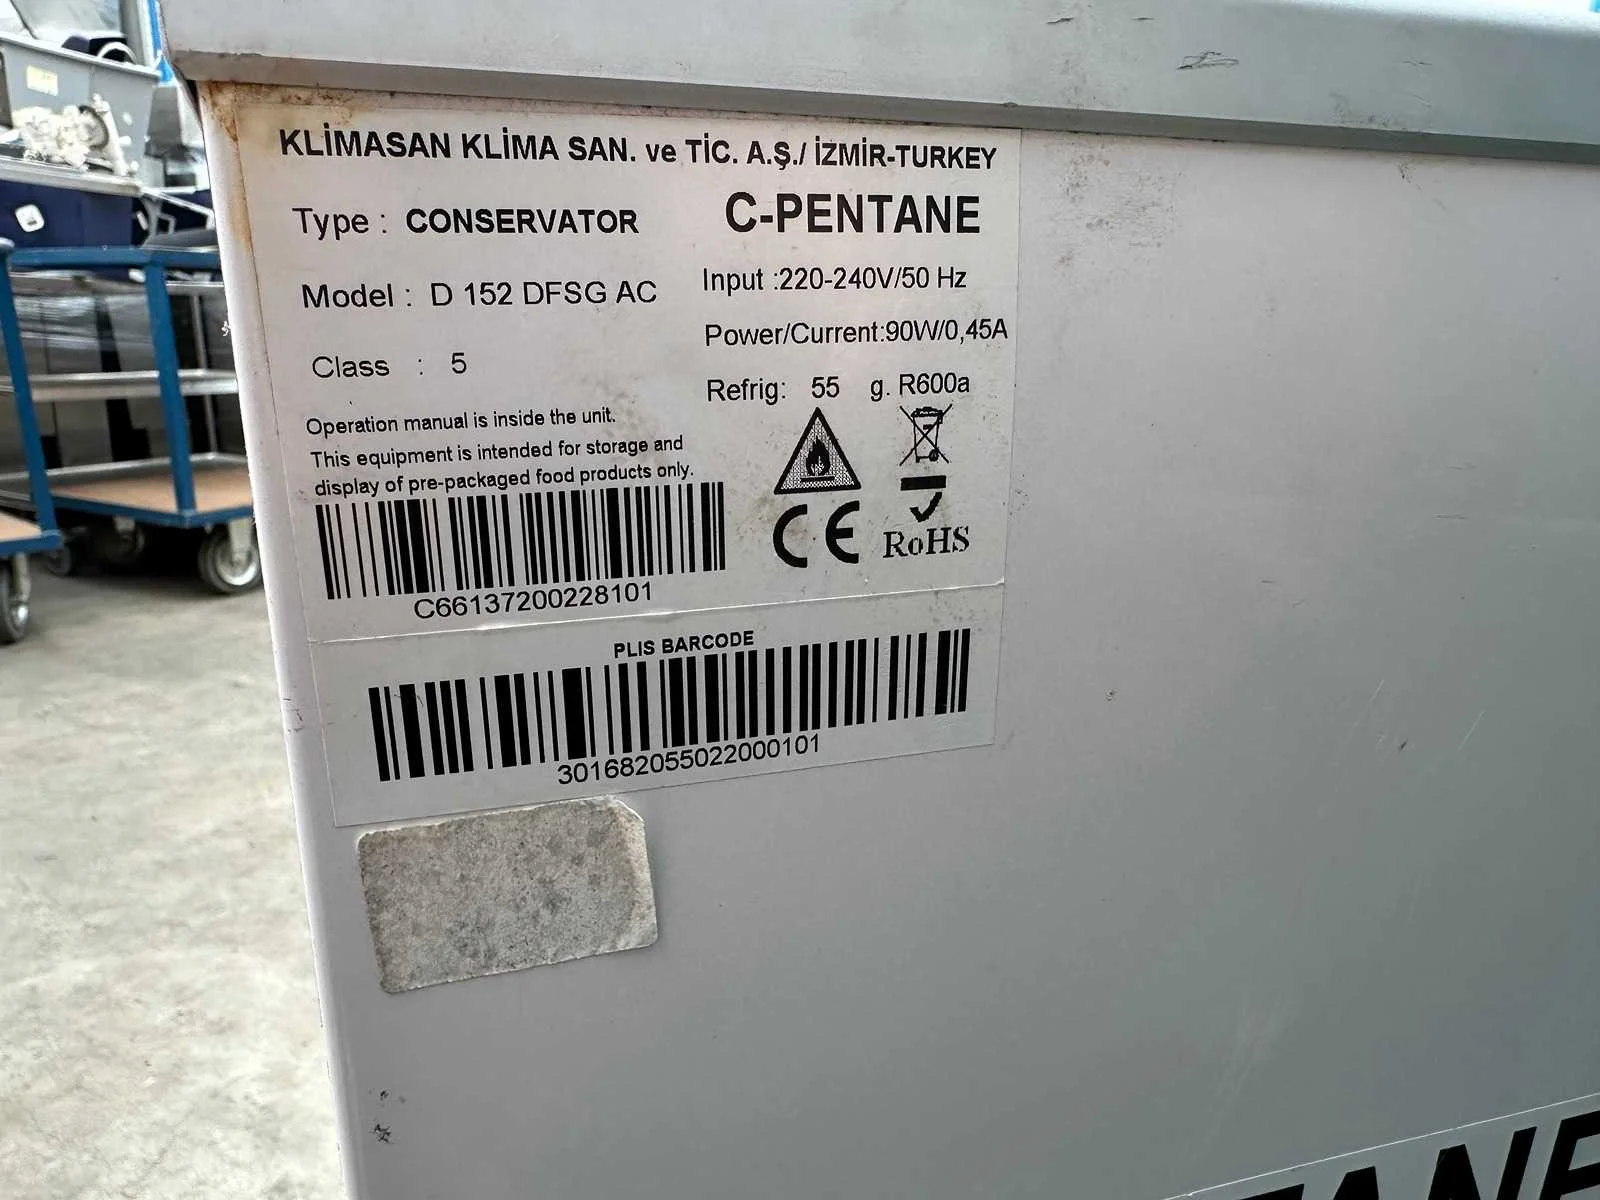 KLİMASAN KLİMA SAN. ve TİC. A.Ş./ İZMİR-TURKEY
Type : CONSERVATOR
C-PENTANE
Model : D 152 DFSG AC
Input :220-240V/50 Hz
Power/Current:90W/0,45A
Class : 5
Refrig: 55 g. R600a
Operation manual is inside the unit.
This equipment is intended for storage and
display of pre-packaged food products only.
C66137200228101
CE
RoHS
PLIS BARCODE
301682055022000101
TANE